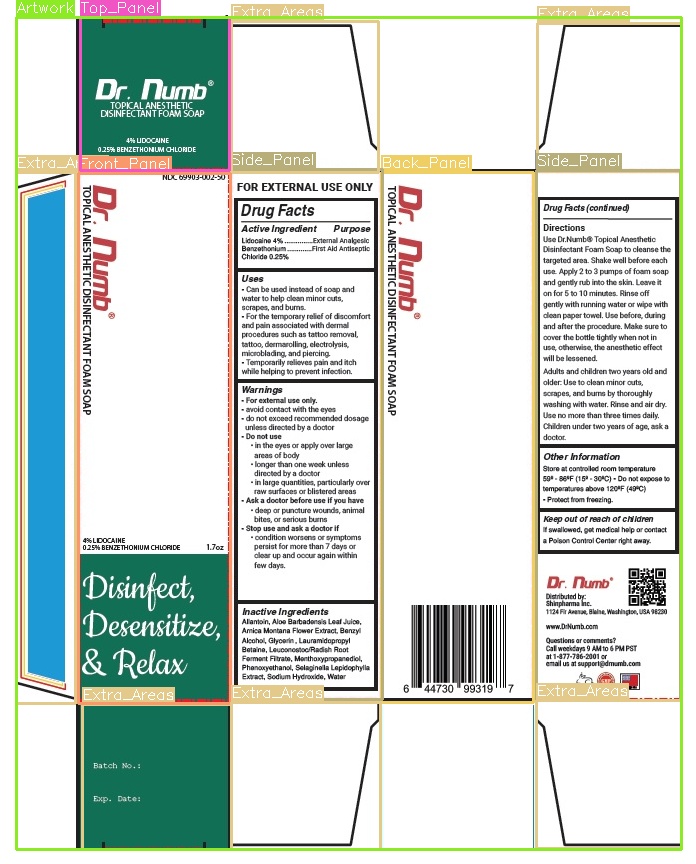 Artwork
Top_Panel
Extra_Areas
Extra_Areas
Dr. Numb®
TOPICAL ANESTHETIC
DISINFECTANT FOAM SOAP
4% LIDOCAINE
0.25% BENZETHONIUM CHLORIDE
Extra_A
Front_Panel
Side_Panel
Back_Panel
Side_Panel
NDC 69903-002-50
Dr. Numb®
TOPICAL ANESTHETIC DISINFECTANT FOAM SOAP
4% LIDOCAINE
0.25% BENZETHONIUM CHLORIDE
1.7oz
Disinfect,
Desensitize,
& Relax
Extra_Areas
Batch No.:
Exp. Date:
FOR EXTERNAL USE ONLY
Drug Facts
Active Ingredient Purpose
Lidocaine 4% ..............External Analgesic
Benzethonium ............First Aid Antiseptic
Chloride 0.25%
Uses
• Can be used instead of soap and
water to help clean minor cuts,
scrapes, and burns.
• For the temporary relief of discomfort
and pain associated with dermal
procedures such as tattoo removal,
tattoo, dermarolling, electrolysis,
microblading, and piercing.
• Temporarily relieves pain and itch
while helping to prevent infection.
Warnings
• For external use only.
• avoid contact with the eyes
• do not exceed recommended dosage
unless directed by a doctor
• Do not use
• in the eyes or apply over large
areas of body
• longer than one week unless
directed by a doctor
• in large quantities, particularly over
raw surfaces or blistered areas
• Ask a doctor before use if you have
• deep or puncture wounds, animal
bites, or serious burns
• Stop use and ask a doctor if
• condition worsens or symptoms
persist for more than 7 days or
clear up and occur again within
few days.
Inactive Ingredients
Allantoin, Aloe Barbadensis Leaf Juice,
Arnica Montana Flower Extract, Benzyl
Alcohol, Glycerin , Lauramidopropyl
Betaine, Leuconostoc/Radish Root
Ferment Filtrate, Menthoxypropanediol,
Phenoxyethanol, Selaginella Lepidophylla
Extract, Sodium Hydroxide, Water
Extra_Areas
Dr. Numb®
TOPICAL ANESTHETIC DISINFECTANT FOAM SOAP
6 44730 99319 7
Drug Facts (continued)
Directions
Use Dr.Numb® Topical Anesthetic
Disinfectant Foam Soap to cleanse the
targeted area. Shake well before each
use. Apply 2 to 3 pumps of foam soap
and gently rub into the skin. Leave it
on for 5 to 10 minutes. Rinse off
gently with running water or wipe with
clean paper towel. Use before, during
and after the procedure. Make sure to
cover the bottle tightly when not in
use, otherwise, the anesthetic effect
will be lessened.
Adults and children two years old and
older: Use to clean minor cuts,
scrapes, and burns by thoroughly
washing with water. Rinse and air dry.
Use no more than three times daily.
Children under two years of age, ask a
doctor.
Other Information
Store at controlled room temperature
59º - 86ºF (15º - 30ºC) • Do not expose to
temperatures above 120ºF (49ºC)
• Protect from freezing.
Keep out of reach of children
If swallowed, get medical help or contact
a Poison Control Center right away.
Dr. Numb®
Distributed by:
Shinpharma Inc.
1124 Fir Avenue, Blaine, Washington, USA 98230
www.DrNumb.com
Questions or comments?
Call weekdays 9 AM to 6 PM PST
at 1-877-786-2001 or
email us at support@drnumb.com
Extra_Areas